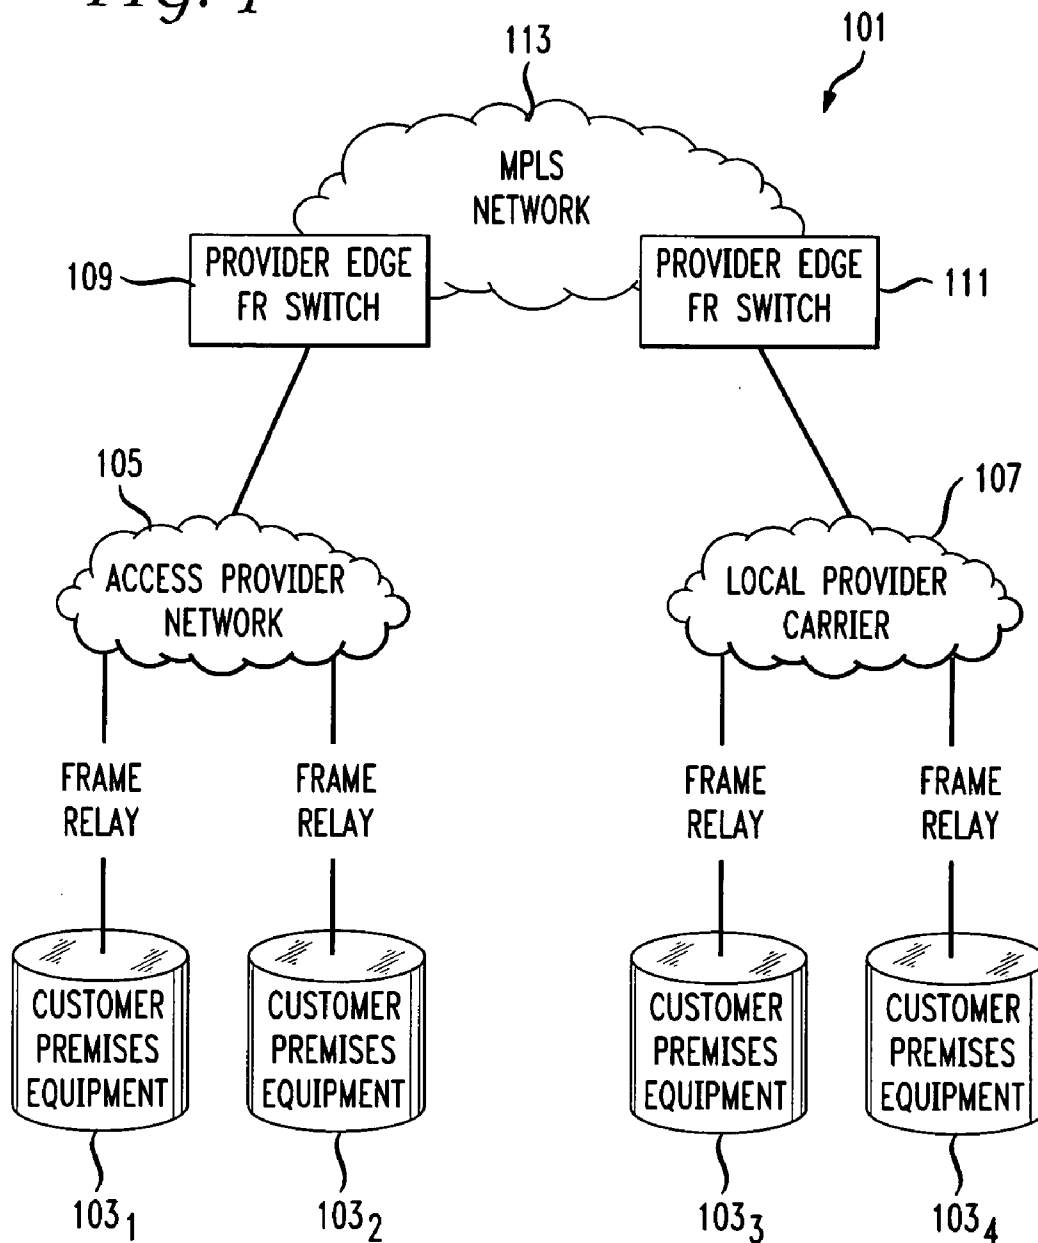 Fig. 1
101
113
MPLS
NETWORK
PROVIDER EDGE
FR SWITCH
109
PROVIDER EDGE
FR SWITCH
111
105
107
ACCESS PROVIDER
NETWORK
LOCAL PROVIDER
CARRIER
FRAME
RELAY
FRAME
RELAY
FRAME
RELAY
FRAME
RELAY
CUSTOMER
PREMISES
EQUIPMENT
CUSTOMER
PREMISES
EQUIPMENT
CUSTOMER
PREMISES
EQUIPMENT
CUSTOMER
PREMISES
EQUIPMENT
103₁
103₂
103₃
103₄